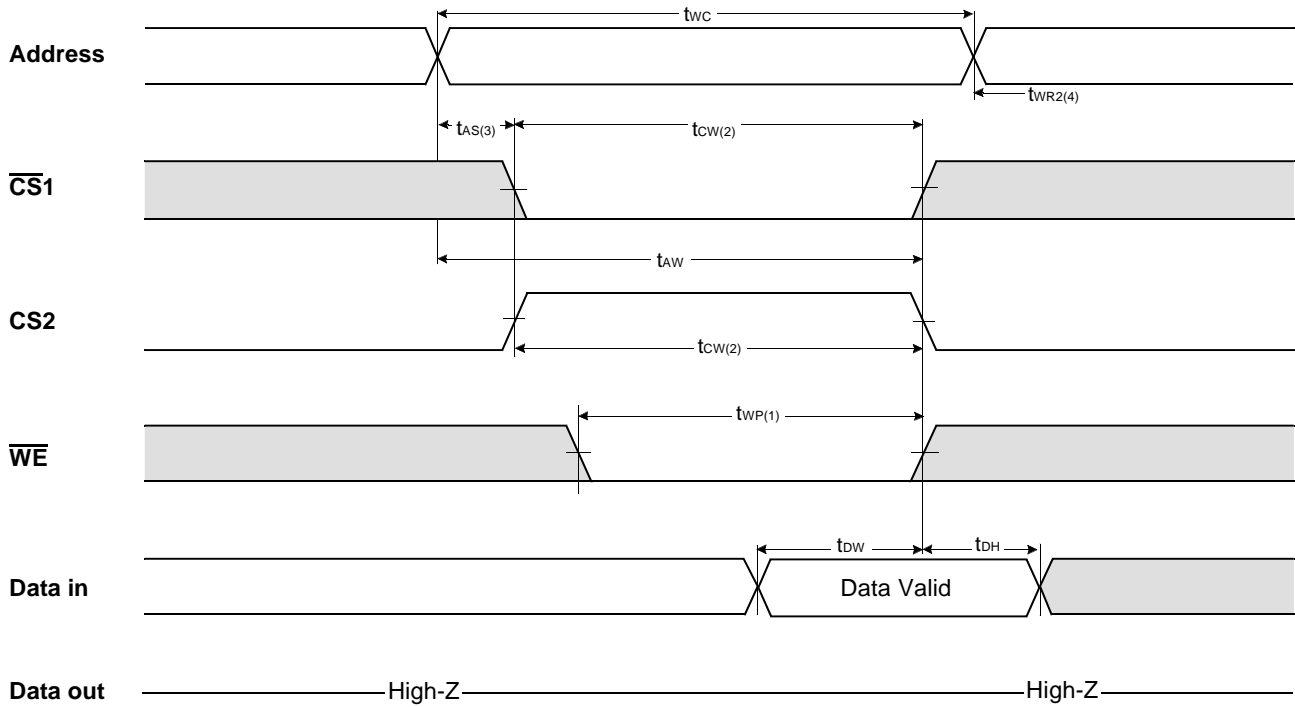 tWC
Address
tWR2(4)
tAS(3)
tCW(2)
CS1
tAW
CS2
tCW(2)
tWP(1)
WE
tDW
tDH
Data in
Data Valid
Data out
High-Z
High-Z